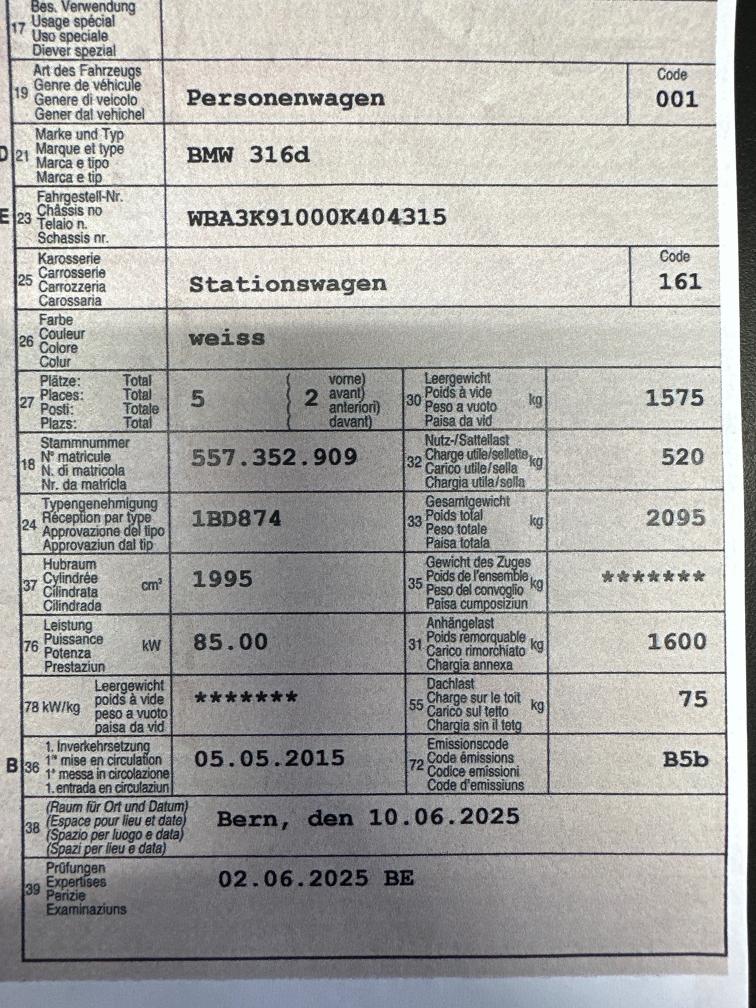 Bes. Verwendung
17 Usage spécial
Uso speciale
Diever spezial
Art des Fahrzeugs
19 Genre de véhicule
Genere di veicolo
Gener dal vehichel
Personenwagen
Code
001
Marke und Typ
D 21 Marque et type
Marca e tipo
Marca e tip
BMW 316d
Fahrgestell-Nr.
E 23 Châssis no
Telaio n.
Schassis nr.
WBA3K91000K404315
Karosserie
25 Carrosserie
Carrozzeria
Carossaria
Stationswagen
Code
161
Farbe
26 Couleur
Colore
Colur
weiss
Plätze: Total
27 Places: Total
Posti: Totale
Plazs: Total
5
2
vorne)
avant)
anteriori)
davant)
Leergewicht
30 Poids à vide kg
Peso a vuoto
Paisa da vid
1575
Stammnummer
18 N° matricule
N. di matricola
Nr. da matricla
557.352.909
Nutz-/Sattellast
32 Charge utile/sellette kg
Carico utile/sella
Chargia utila/sella
520
Typengenehmigung
24 Réception par type
Approvazione del tipo
Approvaziun dal tip
1BD874
Gesamtgewicht
33 Poids total kg
Peso totale
Paisa totala
2095
Hubraum
37 Cylindrée cm³
Cilindrata
Cilindrada
1995
Gewicht des Zuges
35 Poids de l'ensemble kg
Peso del convoglio
Paisa cumposiziun
*******
Leistung
76 Puissance kW
Potenza
Prestaziun
85.00
Anhängelast
31 Poids remorquable kg
Carico rimorchiato
Chargia annexa
1600
Leergewicht
78 kW/kg poids à vide
peso a vuoto
paisa da vid
*******
Dachlast
55 Charge sur le toit kg
Carico sul tetto
Chargia sin il tetg
75
1. Inverkehrsetzung
B 36 1re mise en circulation
1a messa in circolazione
1. entrada en circulaziun
05.05.2015
Emissionscode
72 Code émissions
Codice emissioni
Code d'emissiuns
B5b
(Raum für Ort und Datum)
38 (Espace pour lieu et date)
(Spazio per luogo e data)
(Spazi per lieu e data)
Bern, den 10.06.2025
Prüfungen
39 Expertises
Perizie
Examinaziuns
02.06.2025 BE